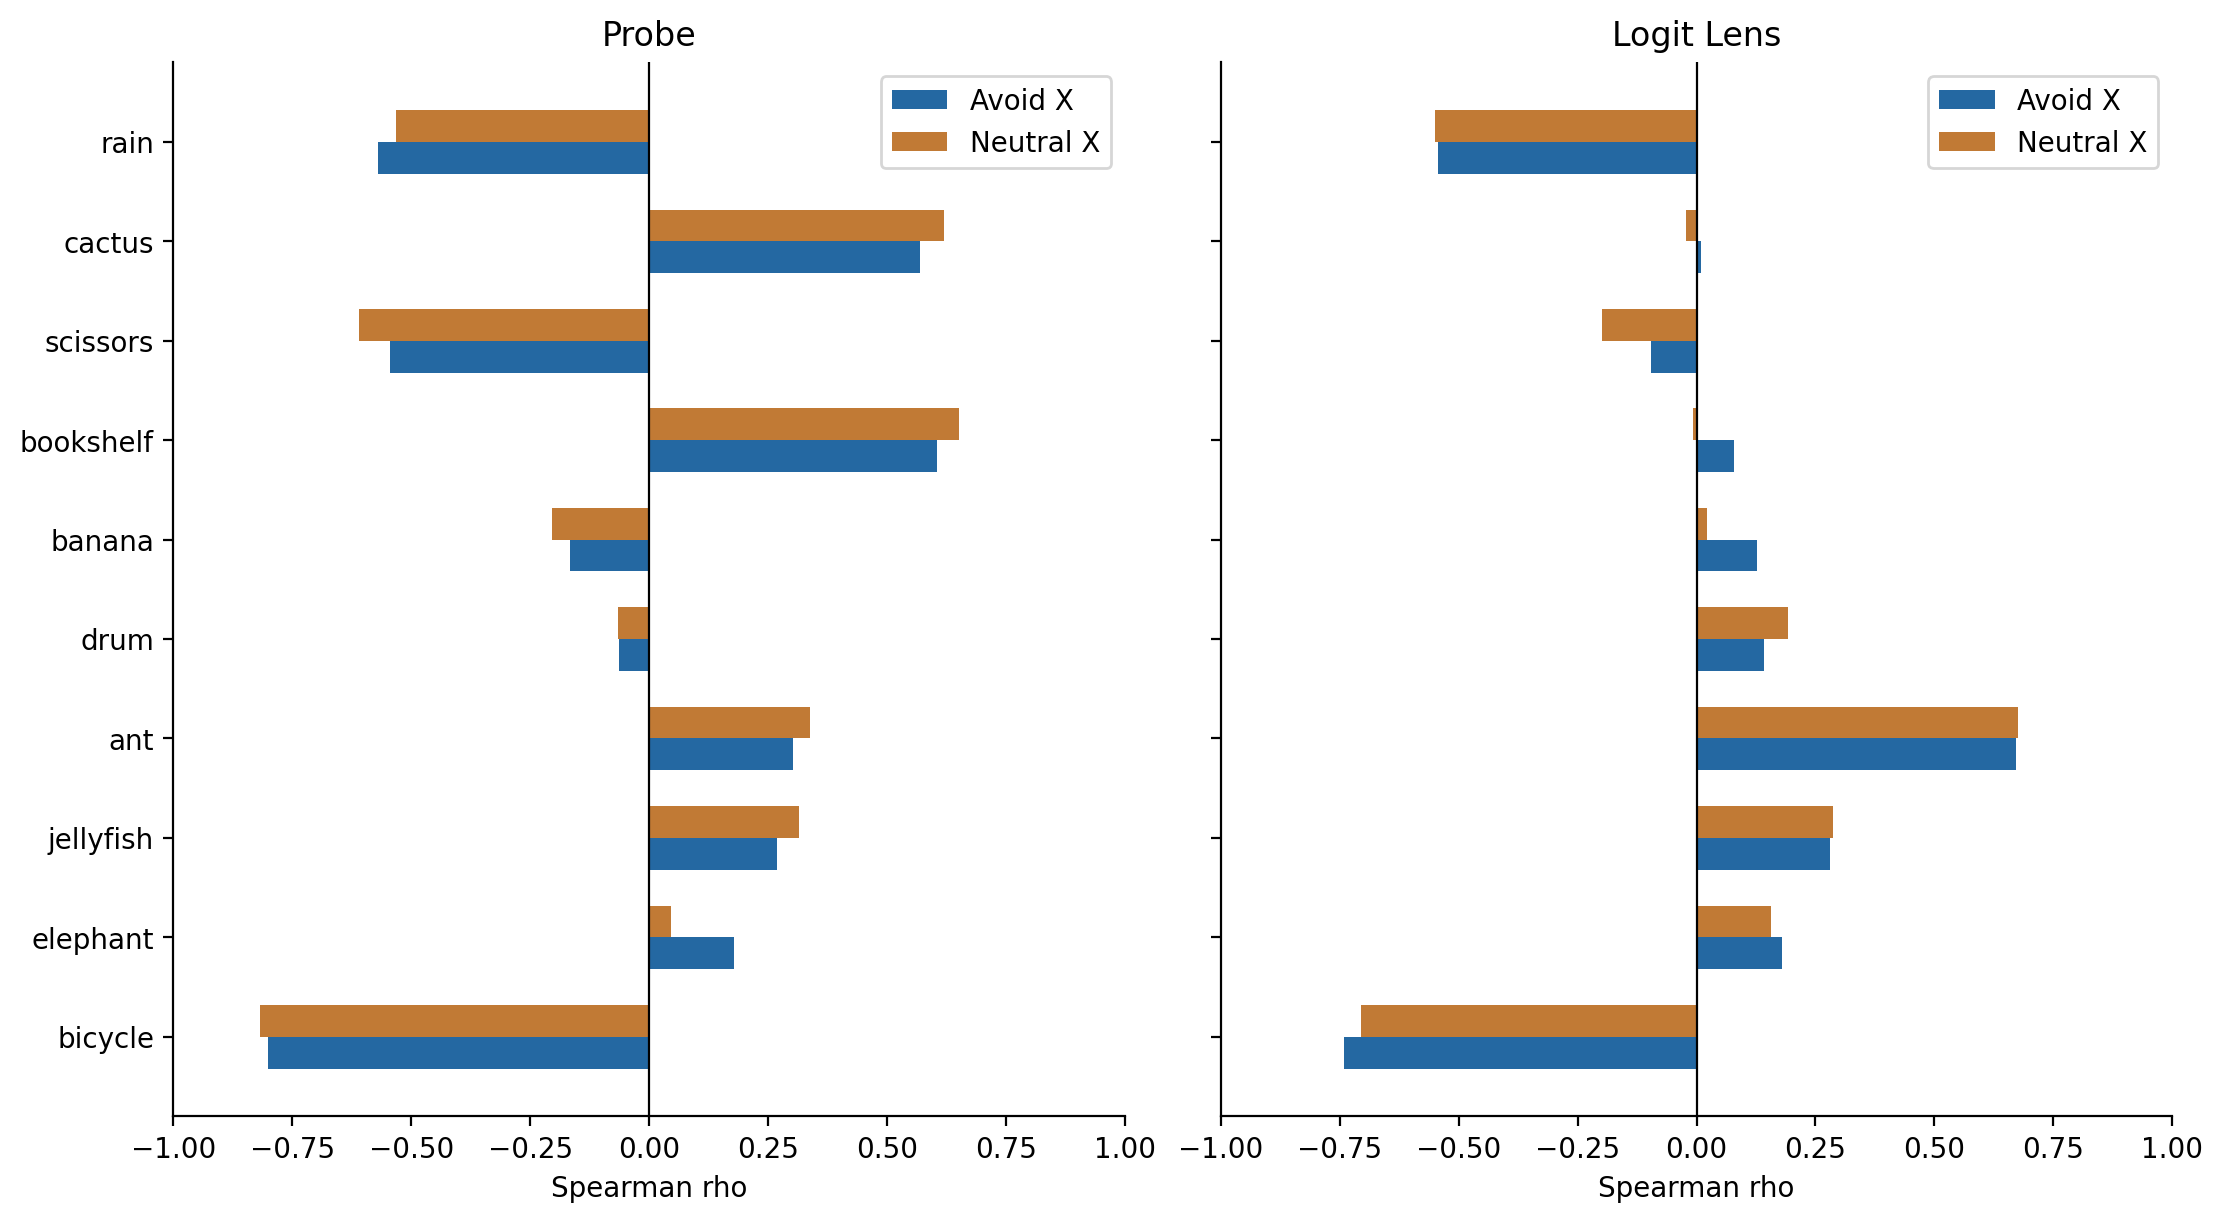 Probe
Avoid X
Neutral X
rain
cactus
scissors
bookshelf
banana
drum
ant
jellyfish
elephant
bicycle
−1.00 −0.75 −0.50 −0.25 0.00 0.25 0.50 0.75 1.00
Spearman rho
Logit Lens
Avoid X
Neutral X
−1.00 −0.75 −0.50 −0.25 0.00 0.25 0.50 0.75 1.00
Spearman rho